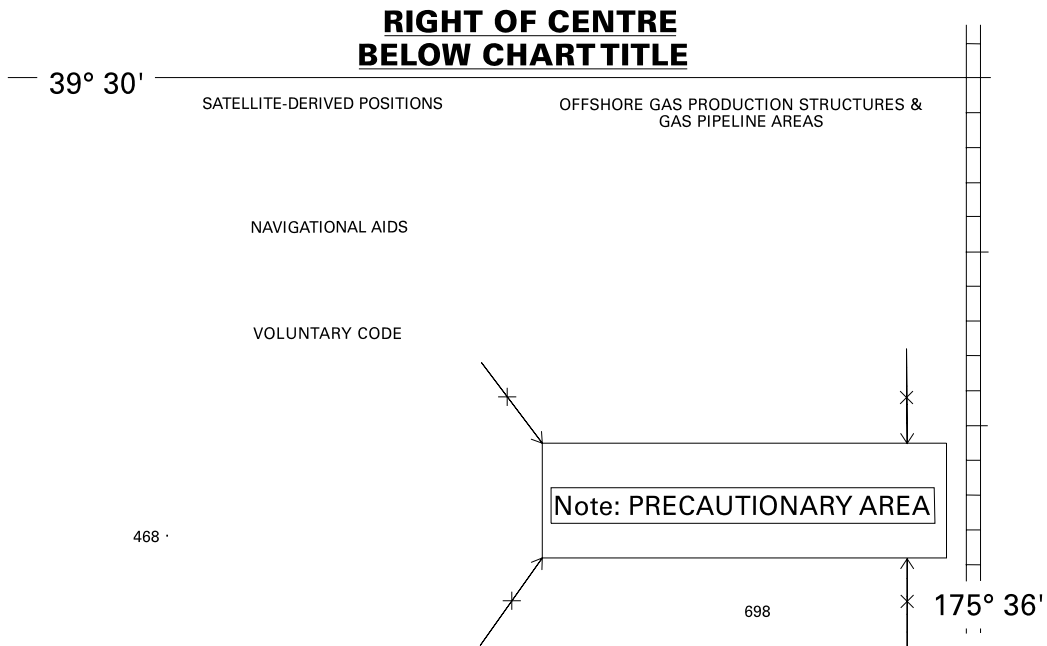 RIGHT OF CENTRE
BELOW CHART TITLE
39° 30'
SATELLITE-DERIVED POSITIONS
OFFSHORE GAS PRODUCTION STRUCTURES &
GAS PIPELINE AREAS
NAVIGATIONAL AIDS
VOLUNTARY CODE
Note: PRECAUTIONARY AREA
468
698
175° 36'